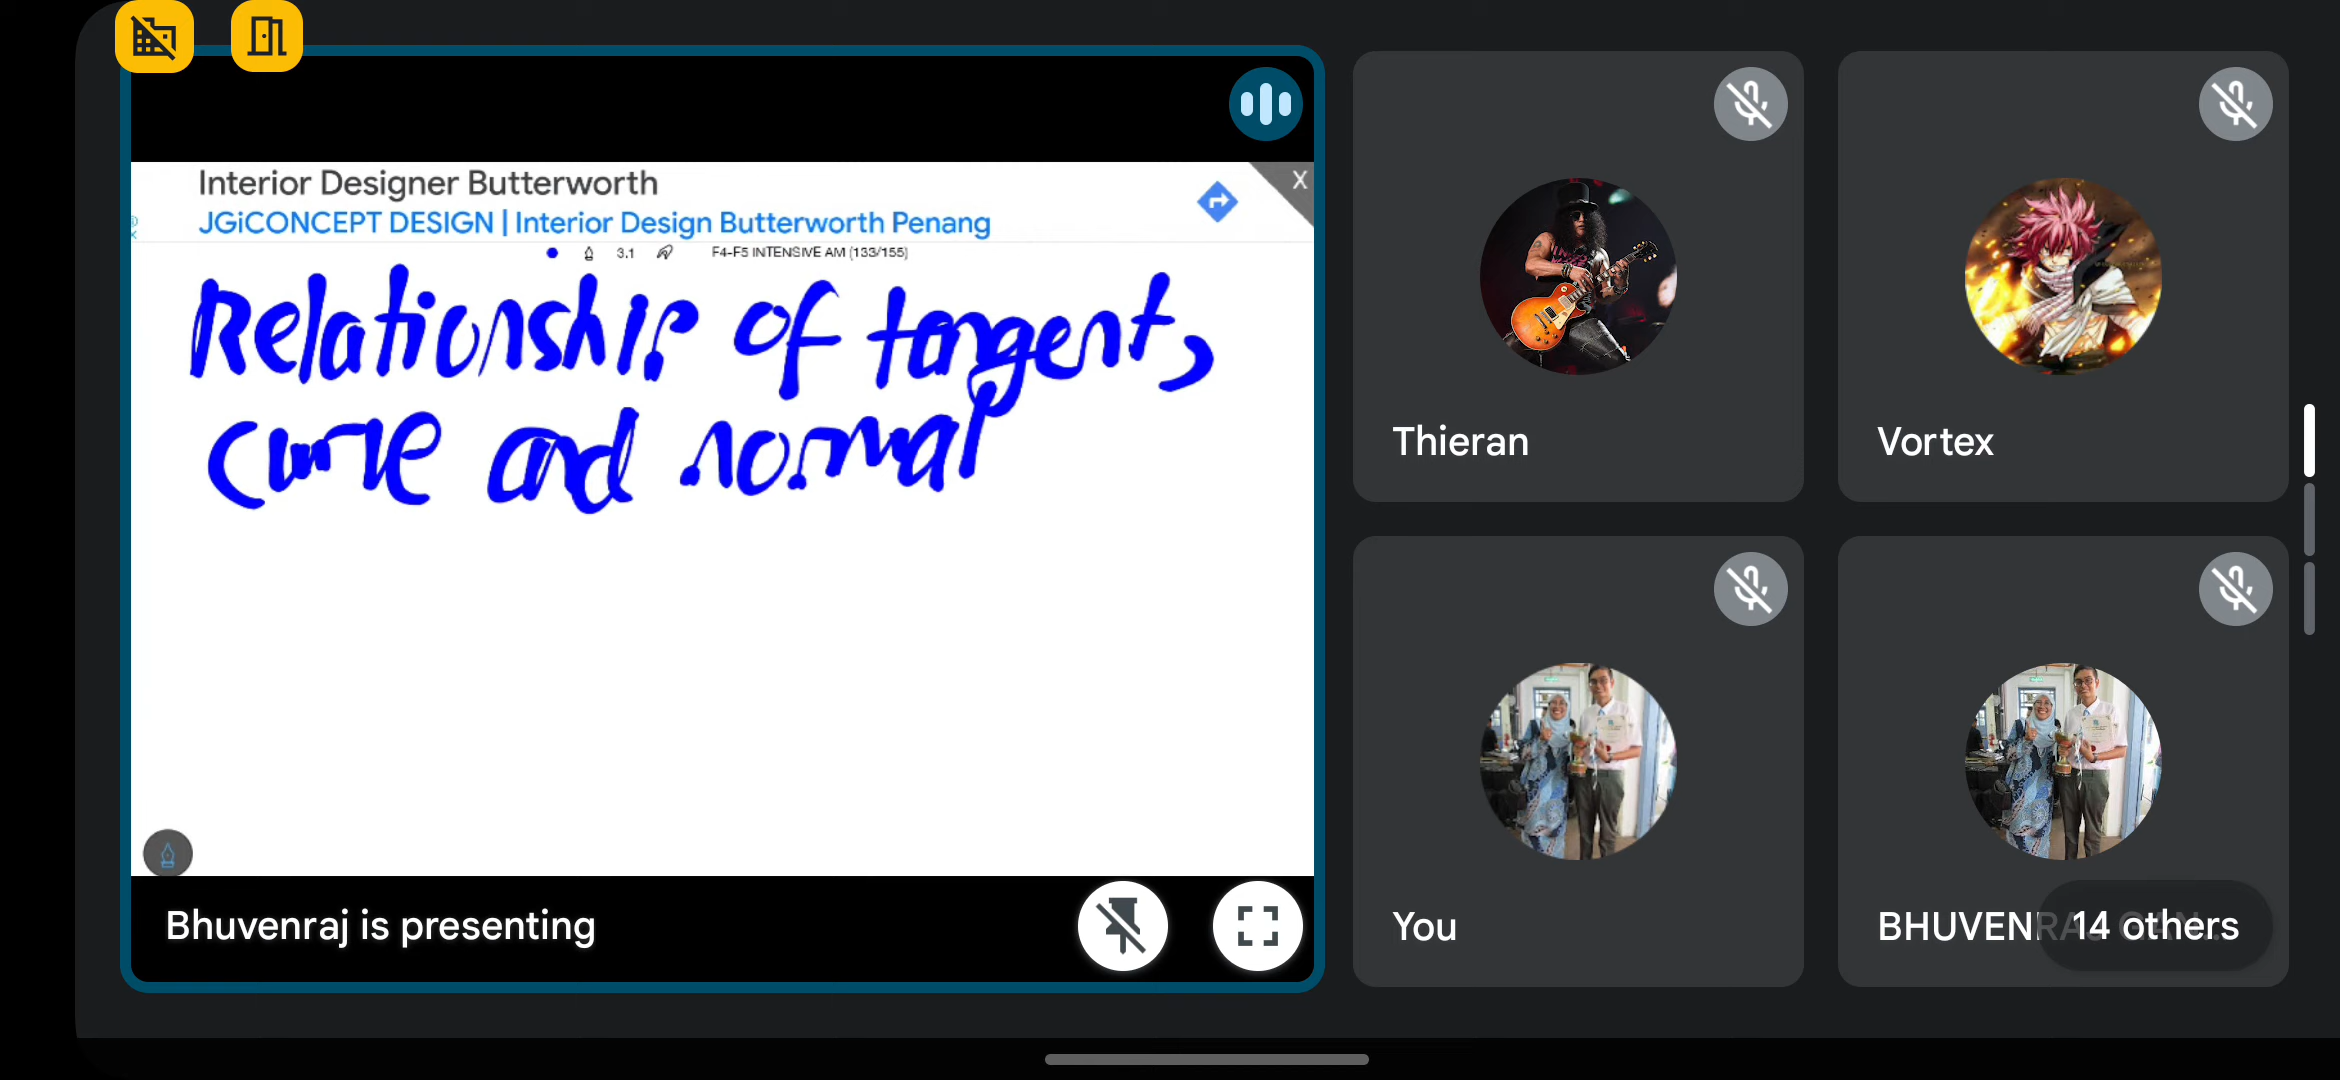 Interior Designer Butterworth
X
JGiCONCEPT DESIGN | Interior Design Butterworth Penang
3.1 F4-F5 INTENSIVE AM (133/155)
Relationship of tangent,
curve and normal
Bhuvenraj is presenting
Thieran
Vortex
You
BHUVENRA
14 others